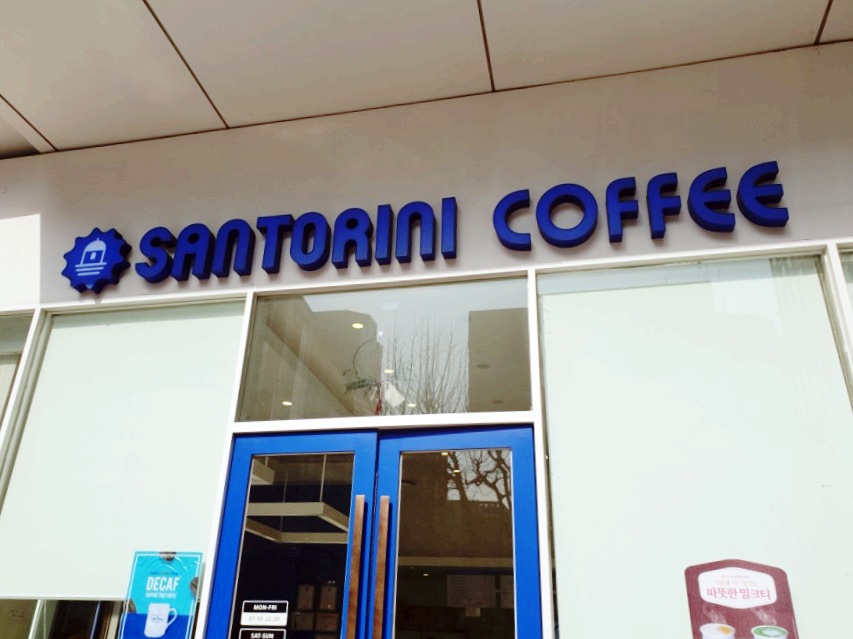 SANTORINI COFFEE
DECAF
MON-FRI
SAT-SUN
따뜻한 밀크티